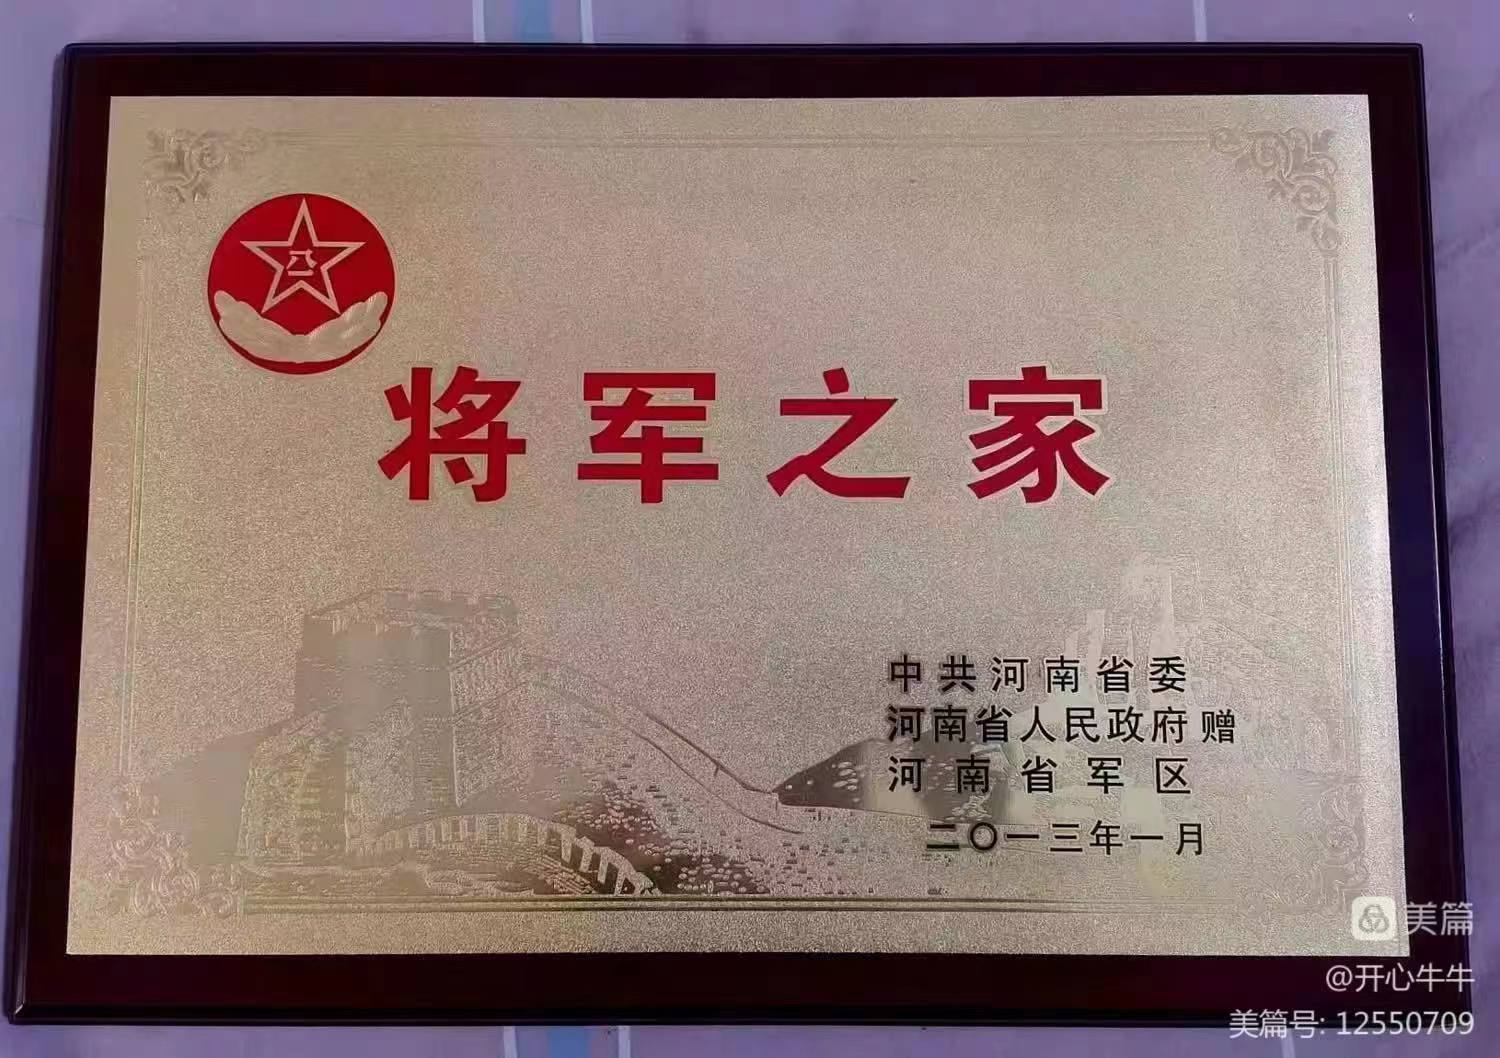 八一
将军之家
中共河南省委
河南省人民政府 赠
河南省军区
二〇一三年一月
美篇
@开心牛牛
美篇号: 12550709